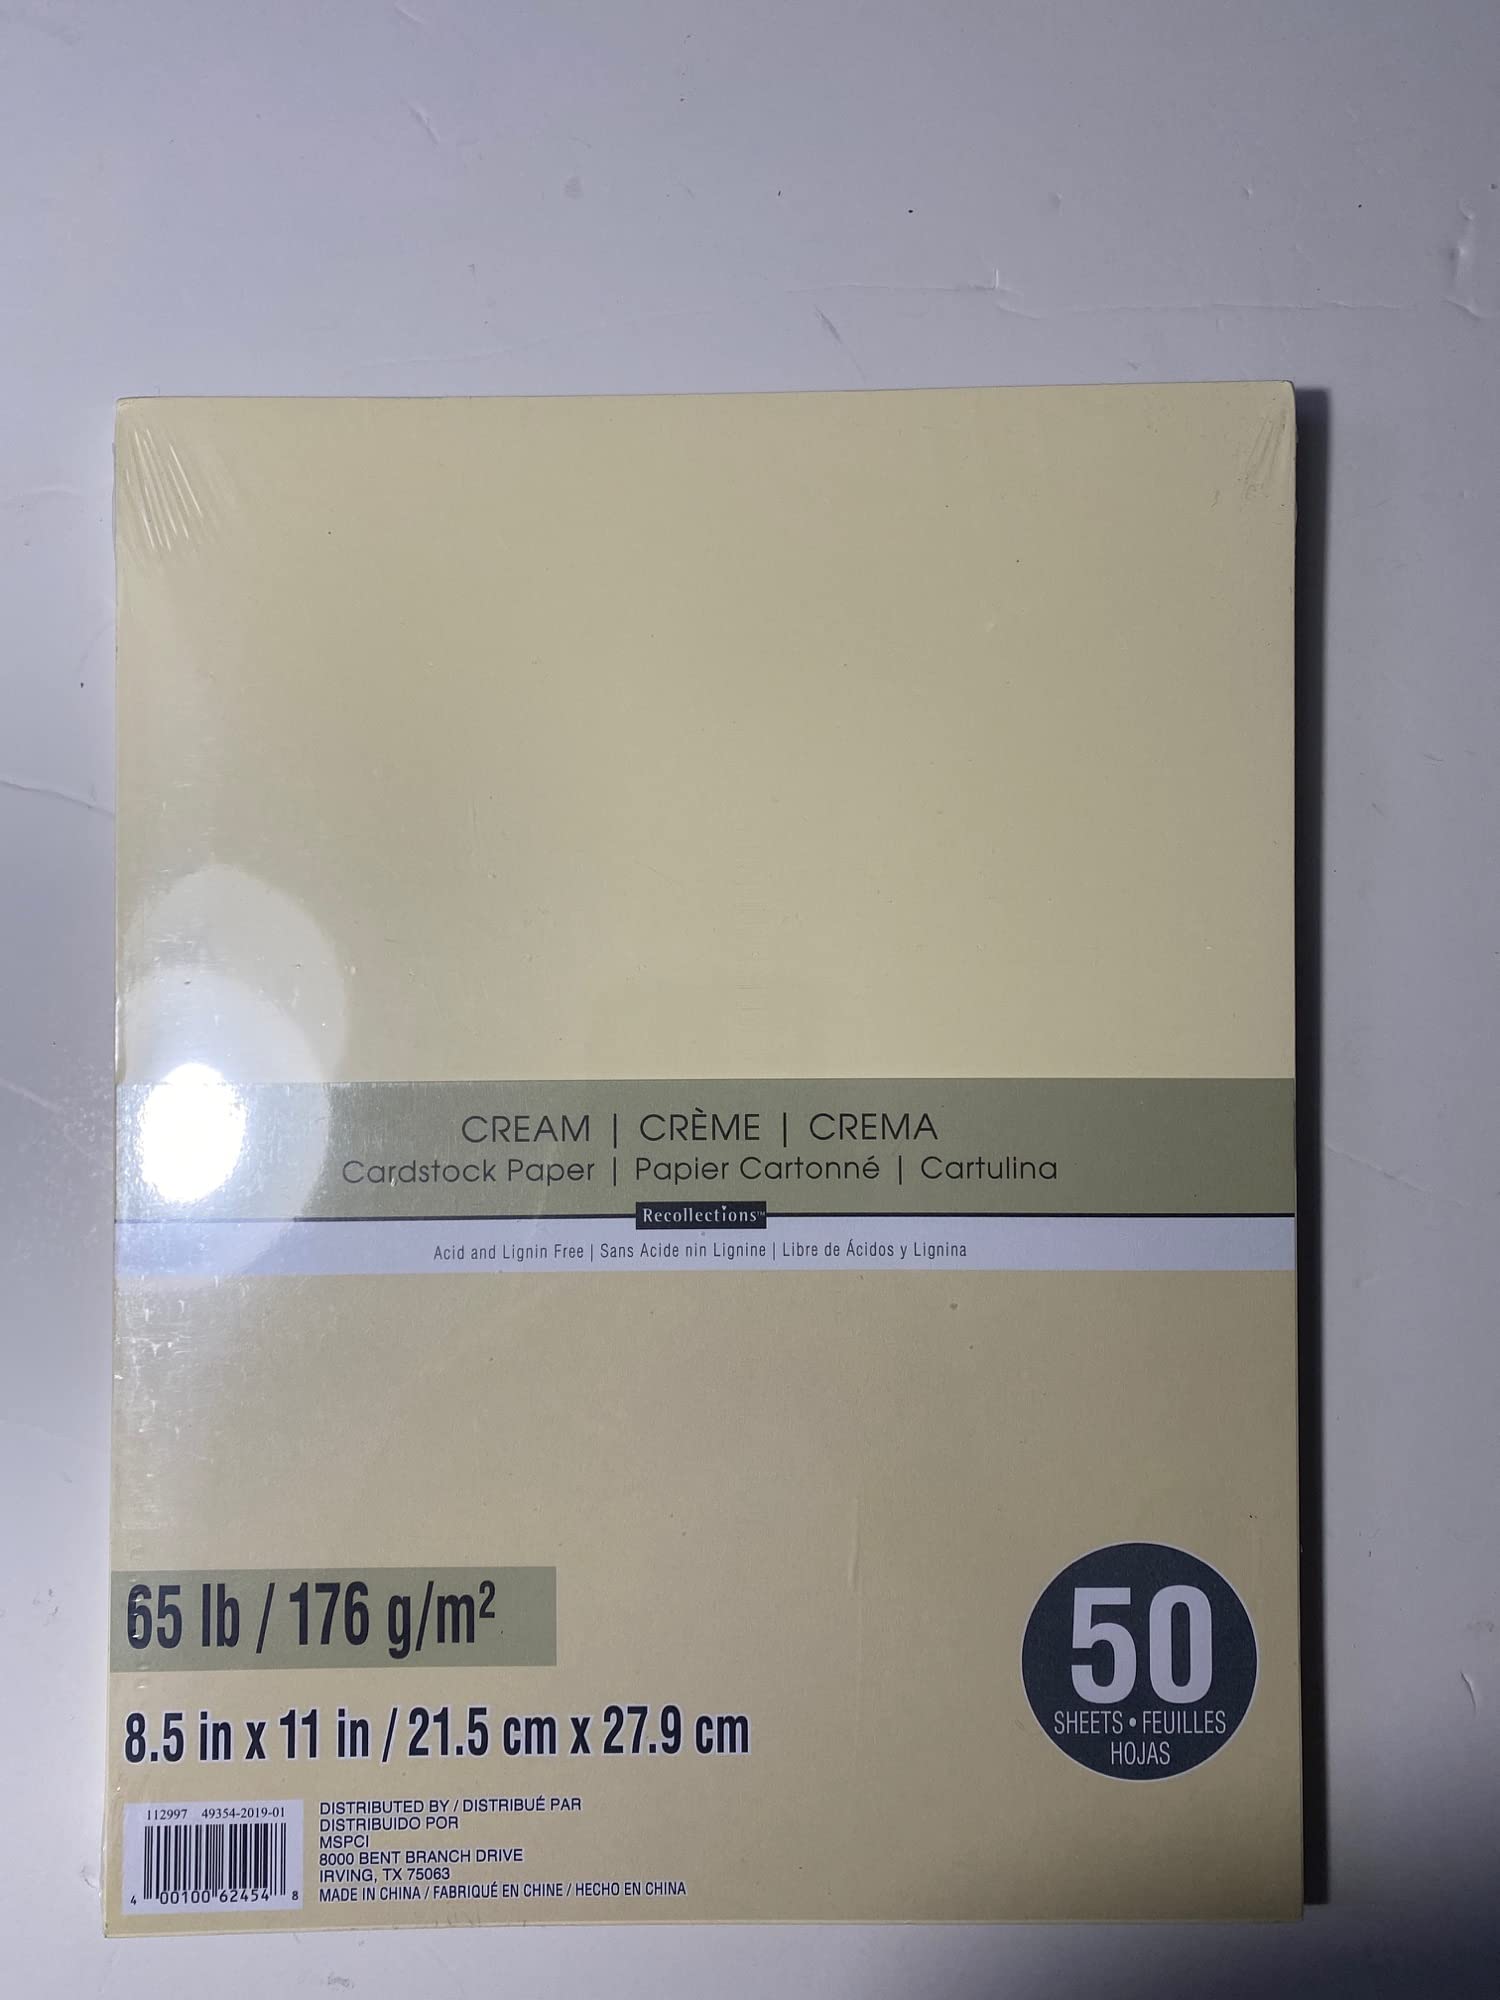 CREAM | CRÈME | CREMA
Cardstock Paper | Papier Cartonné | Cartulina
Recollections™
Acid and Lignin Free | Sans Acide nin Lignine | Libre de Ácidos y Lignina
65 lb / 176 g/m²
8.5 in x 11 in / 21.5 cm x 27.9 cm
50
SHEETS • FEUILLES
HOJAS
112997 49354-2019-01
4 00100 62454 8
DISTRIBUTED BY / DISTRIBUÉ PAR
DISTRIBUIDO POR
MSPCI
8000 BENT BRANCH DRIVE
IRVING, TX 75063
MADE IN CHINA / FABRIQUÉ EN CHINE / HECHO EN CHINA